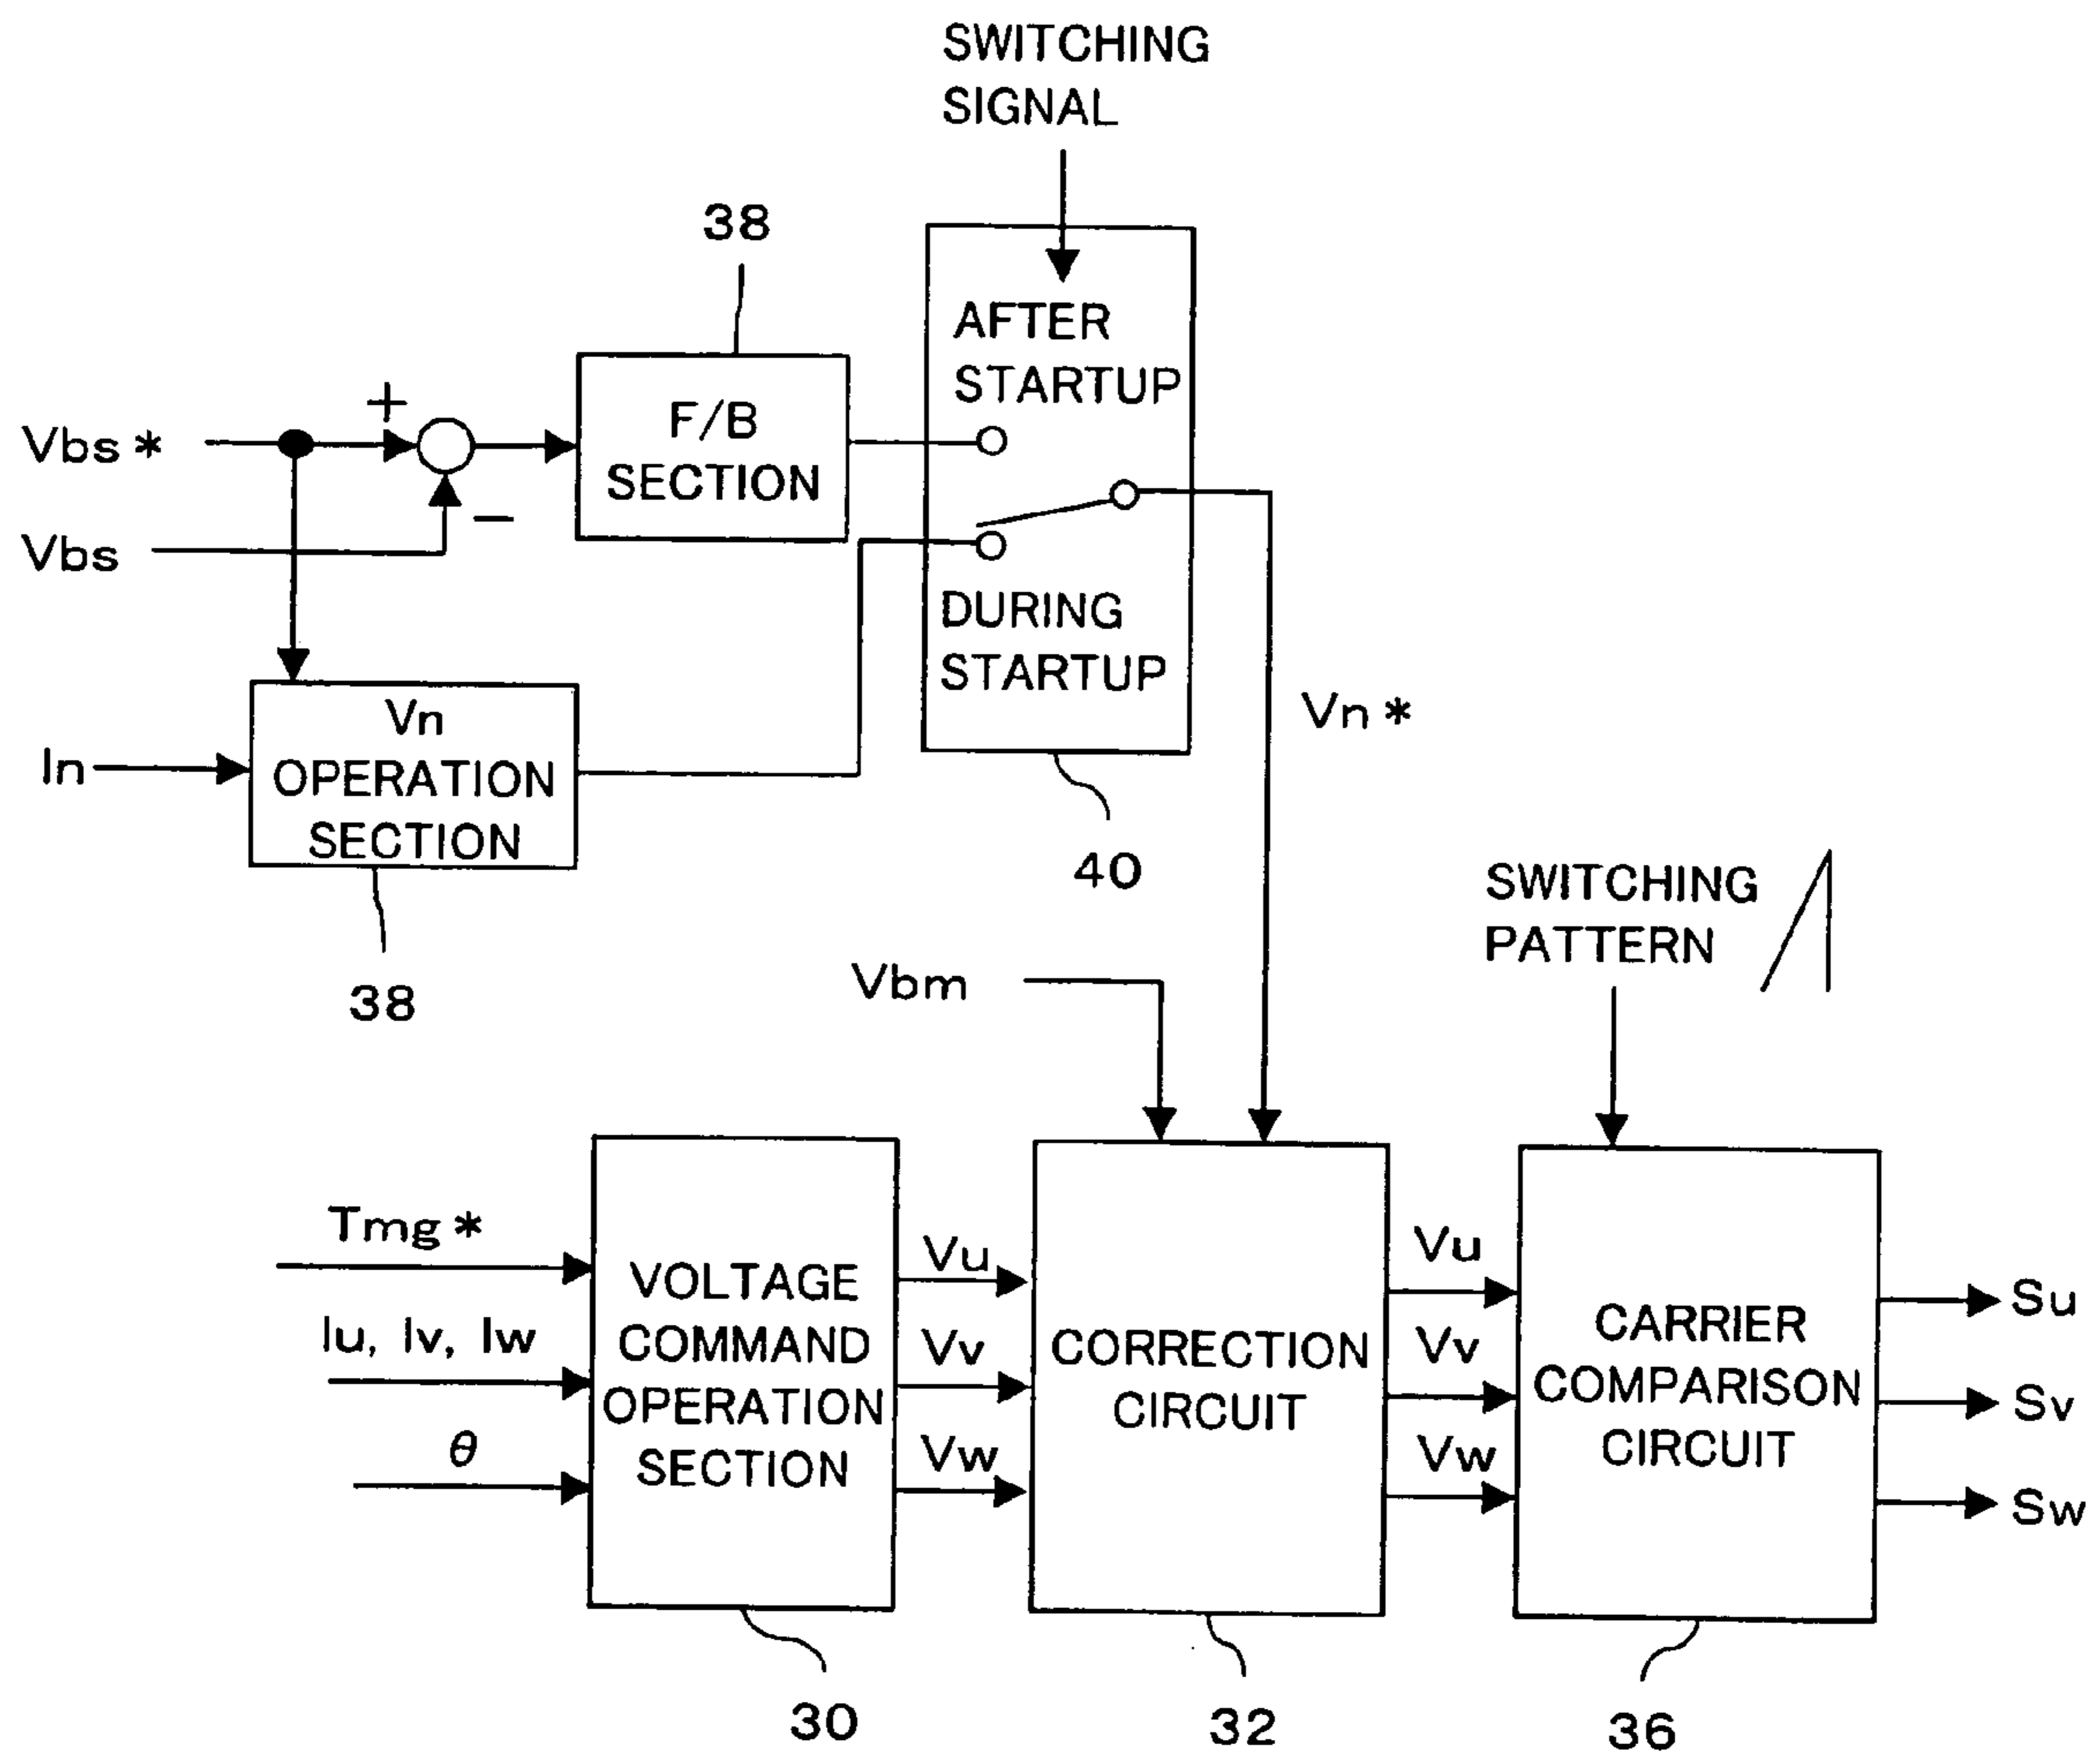 SWITCHING
SIGNAL
38
AFTER
STARTUP
+
Vbs*
F/B
SECTION
−
Vbs
DURING
STARTUP
Vn*
Vn
OPERATION
SECTION
In
40
38
SWITCHING
PATTERN
Vbm
Tmg*
Iu, Iv, Iw
θ
VOLTAGE
COMMAND
OPERATION
SECTION
Vu
Vv
Vw
CORRECTION
CIRCUIT
Vu
Vv
Vw
CARRIER
COMPARISON
CIRCUIT
Su
Sv
Sw
30
32
36